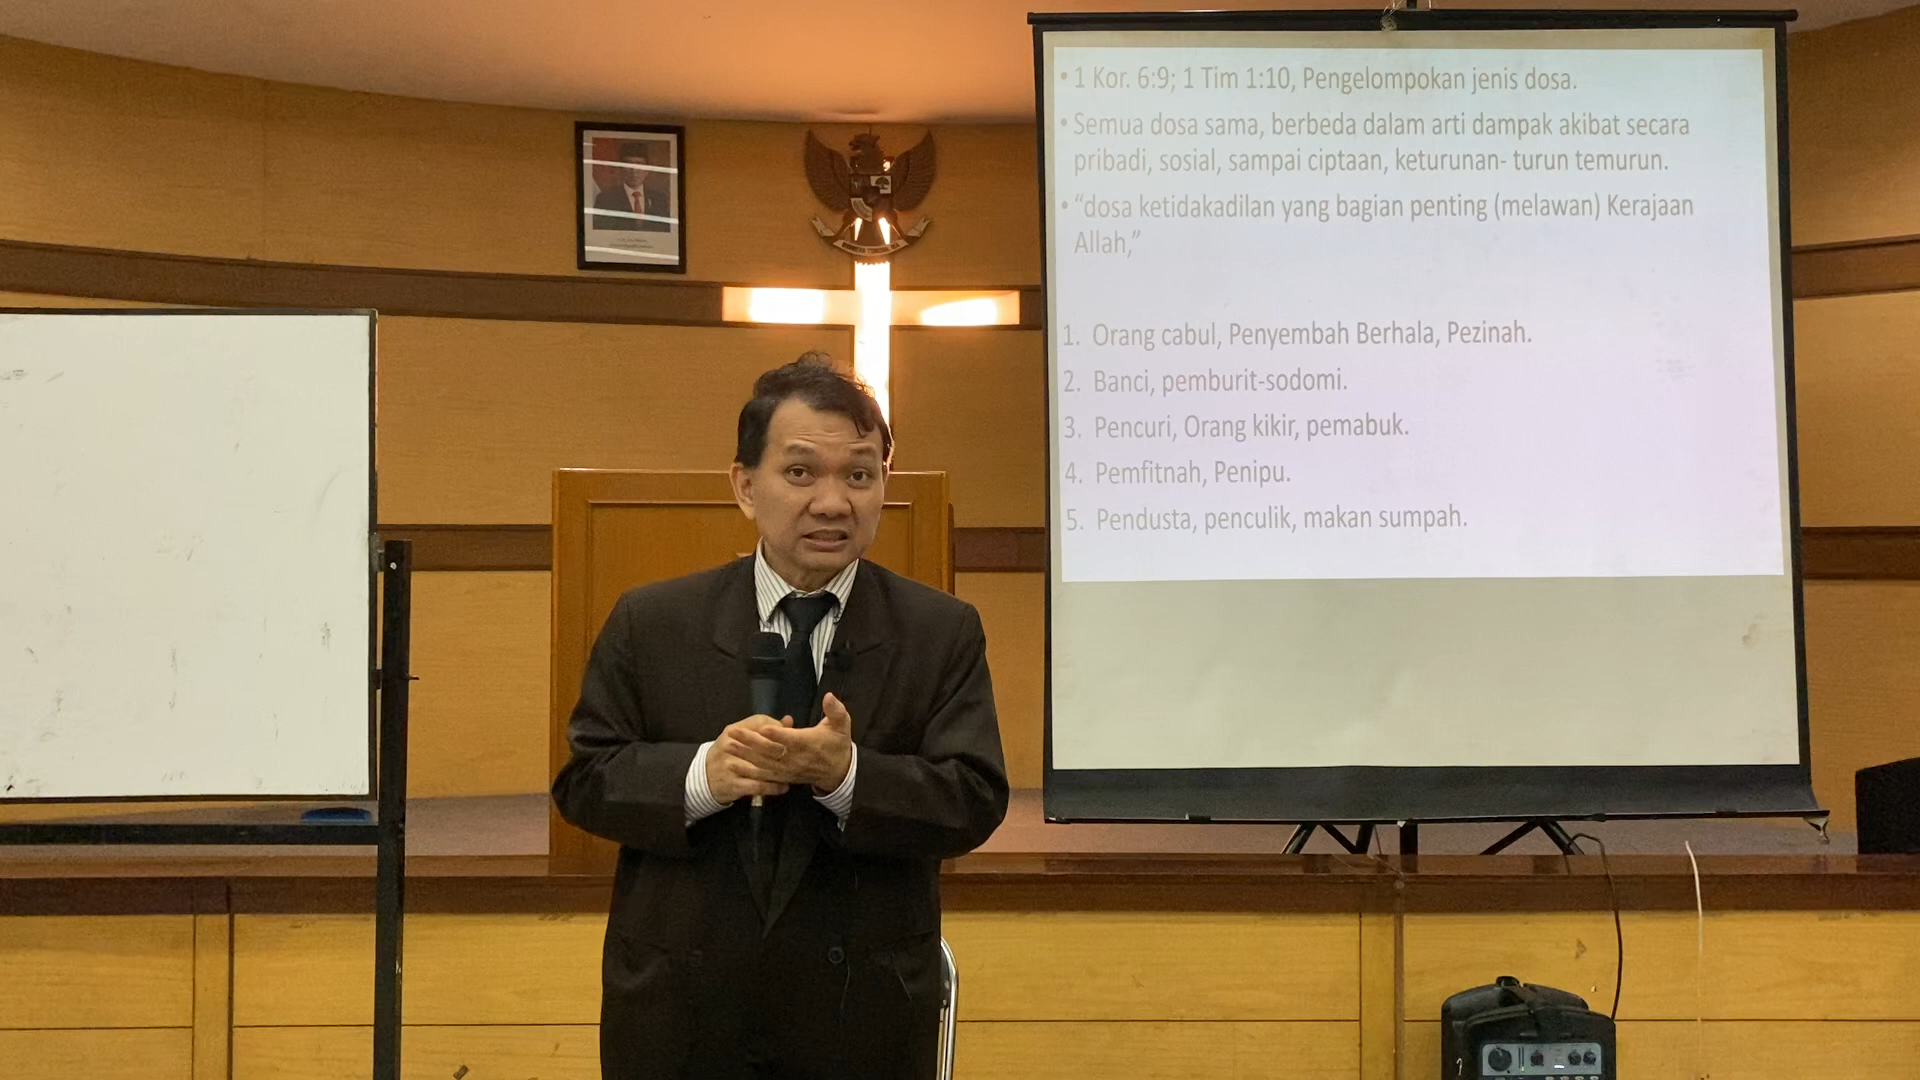 • 1 Kor. 6:9; 1 Tim 1:10, Pengelompokan jenis dosa.
• Semua dosa sama, berbeda dalam arti dampak akibat secara
pribadi, sosial, sampai ciptaan, keturunan- turun temurun.
• “dosa ketidakadilan yang bagian penting (melawan) Kerajaan
Allah,”
1. Orang cabul, Penyembah Berhala, Pezinah.
2. Banci, pemburit-sodomi.
3. Pencuri, Orang kikir, pemabuk.
4. Pemfitnah, Penipu.
5. Pendusta, penculik, makan sumpah.